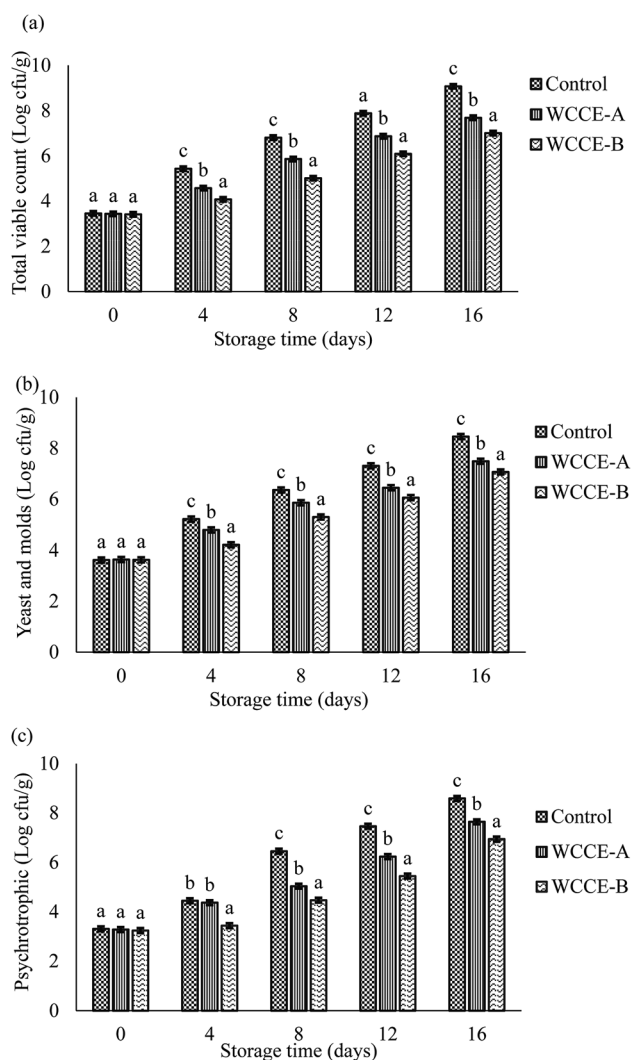 (a)
10
8
6
4
2
0
Total viable count (Log cfu/g)
a a a
c b a
c b a
a b a
c b a
0 4 8 12 16
Storage time (days)
Control
WCCE-A
WCCE-B
(b)
10
8
6
4
2
0
Yeast and molds (Log cfu/g)
a a a
c b a
c b a
c b a
c b a
0 4 8 12 16
Storage time (days)
Control
WCCE-A
WCCE-B
(c)
10
8
6
4
2
0
Psychrotrophic (Log cfu/g)
a a a
b b a
c b a
c b a
c b a
0 4 8 12 16
Storage time (days)
Control
WCCE-A
WCCE-B